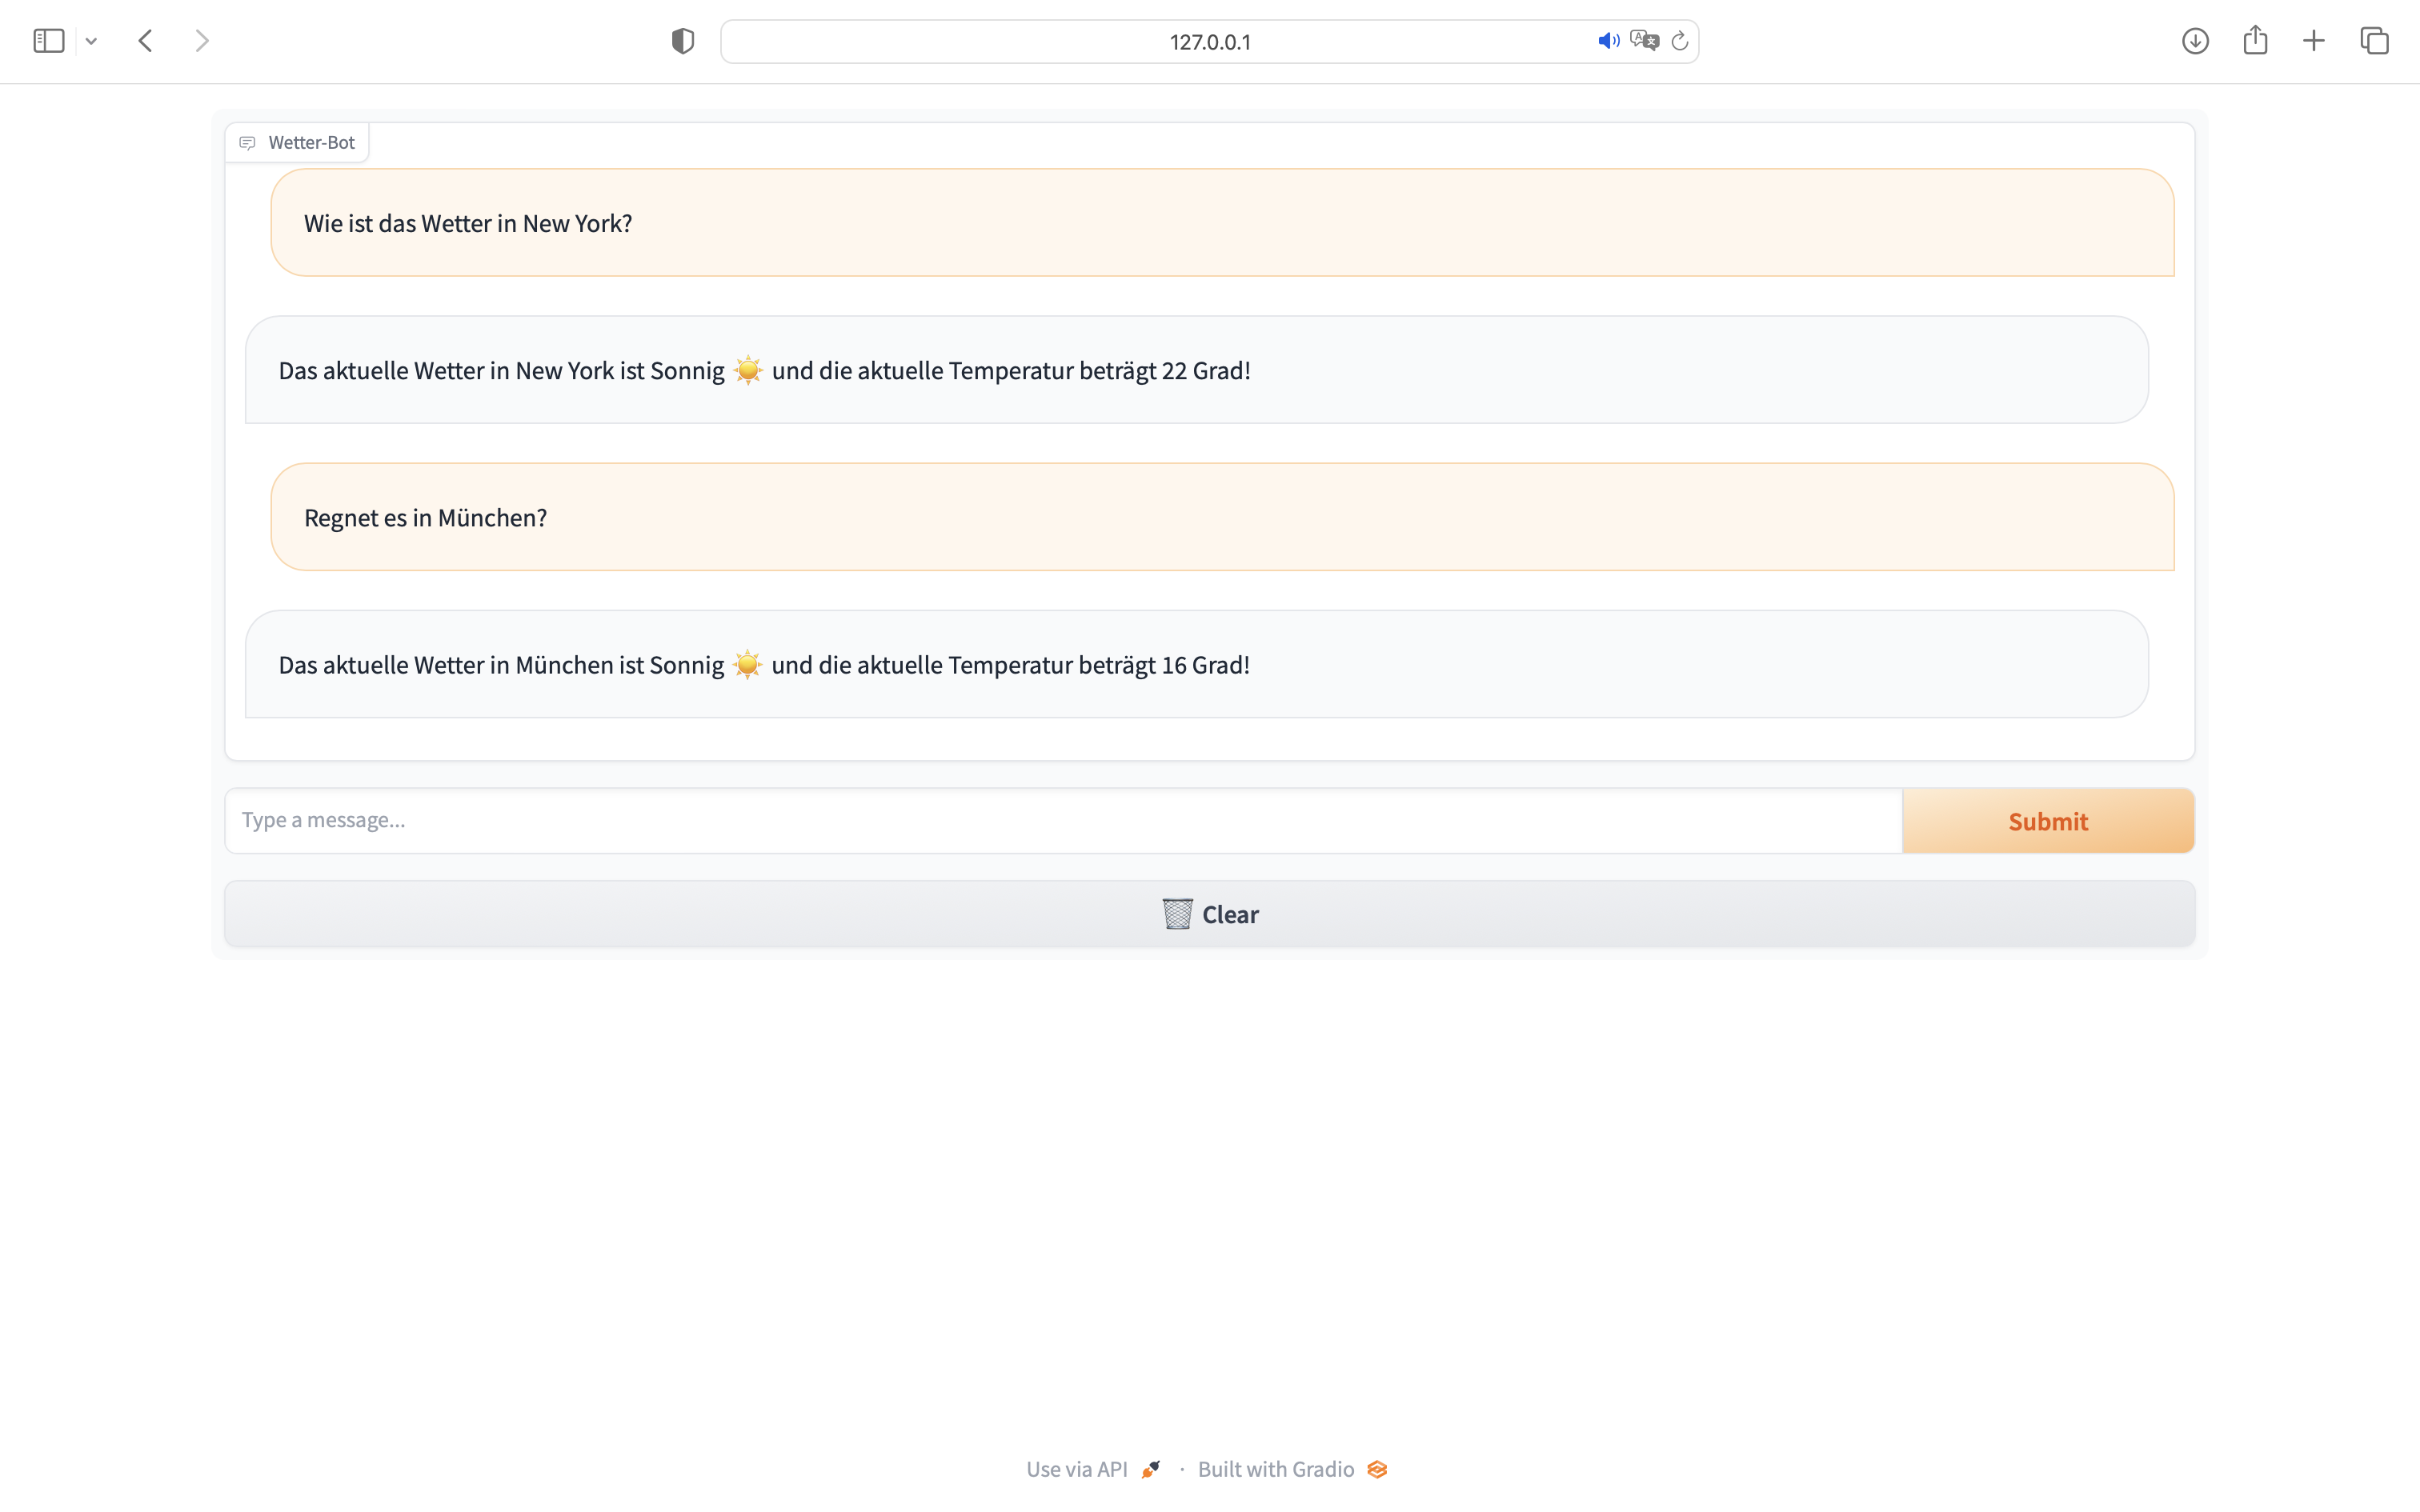 127.0.0.1
Wetter-Bot
Wie ist das Wetter in New York?
Das aktuelle Wetter in New York ist Sonnig ☀️ und die aktuelle Temperatur beträgt 22 Grad!
Regnet es in München?
Das aktuelle Wetter in München ist Sonnig ☀️ und die aktuelle Temperatur beträgt 16 Grad!
Type a message...
Submit
🗑️ Clear
Use via API 🚀 · Built with Gradio